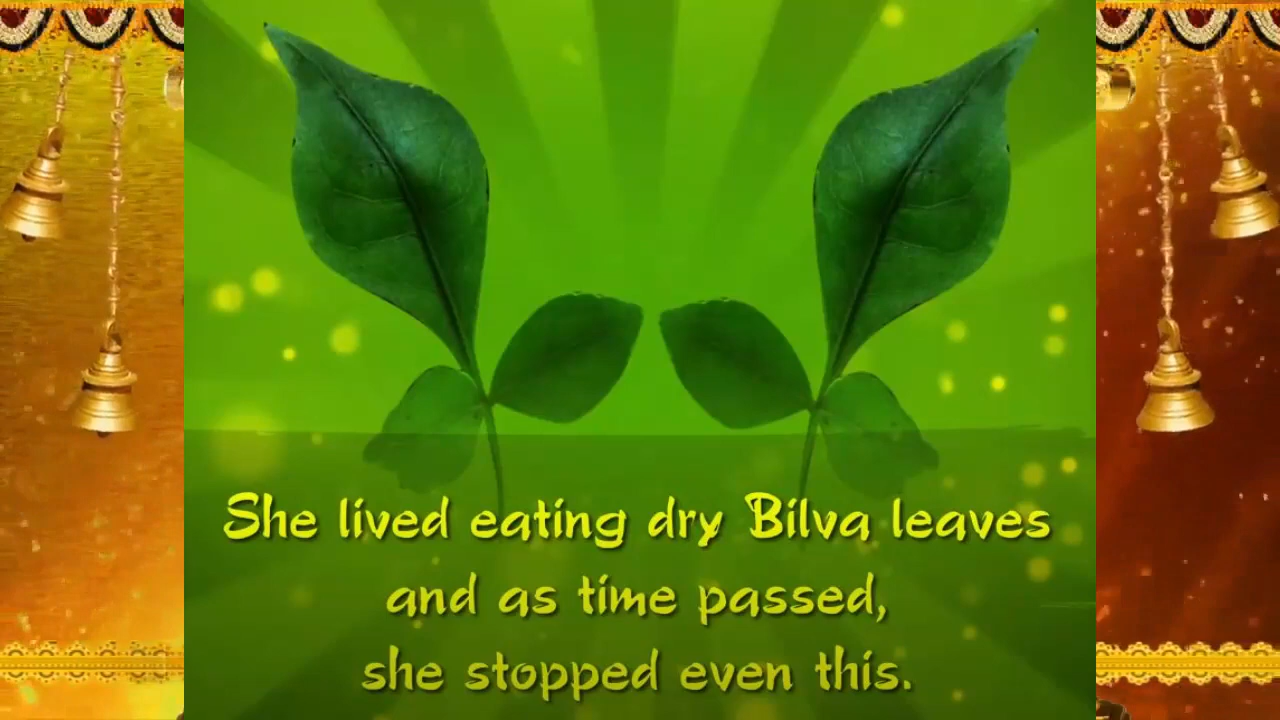 She lived eating dry Bilva leaves
and as time passed,
she stopped even this.